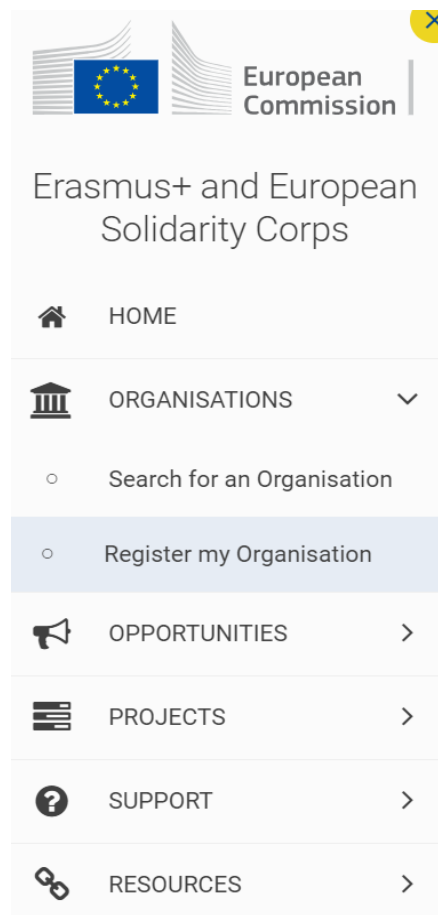 European
Commission
Erasmus+ and European
Solidarity Corps
HOME
ORGANISATIONS
Search for an Organisation
Register my Organisation
OPPORTUNITIES
PROJECTS
SUPPORT
RESOURCES